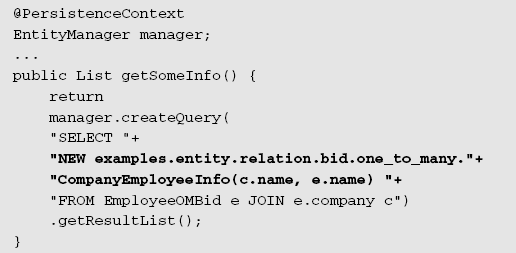 @PersistenceContext
EntityManager manager;
...
public List getSomeInfo() {
return
manager.createQuery(
"SELECT "+
"NEW examples.entity.relation.bid.one_to_many."+
"CompanyEmployeeInfo(c.name, e.name) "+
"FROM EmployeeOMBid e JOIN e.company c")
.getResultList();
}